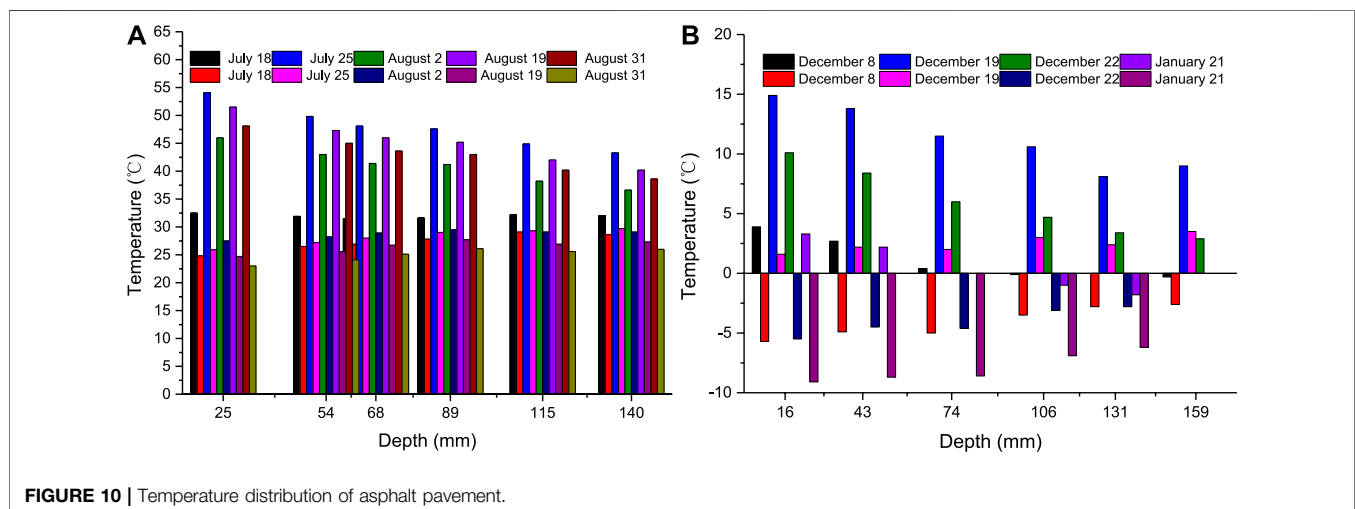 A
65
60
55
50
45
40
35
30
25
20
15
10
5
0
Temperature (℃)
July 18 July 25 August 2 August 19 August 31
July 18 July 25 August 2 August 19 August 31
25 54 68 89 115 140
Depth (mm)
B
20
15
10
5
0
-5
-10
Temperature (℃)
December 8 December 19 December 22 January 21
December 8 December 19 December 22 January 21
16 43 74 106 131 159
Depth (mm)
FIGURE 10 | Temperature distribution of asphalt pavement.